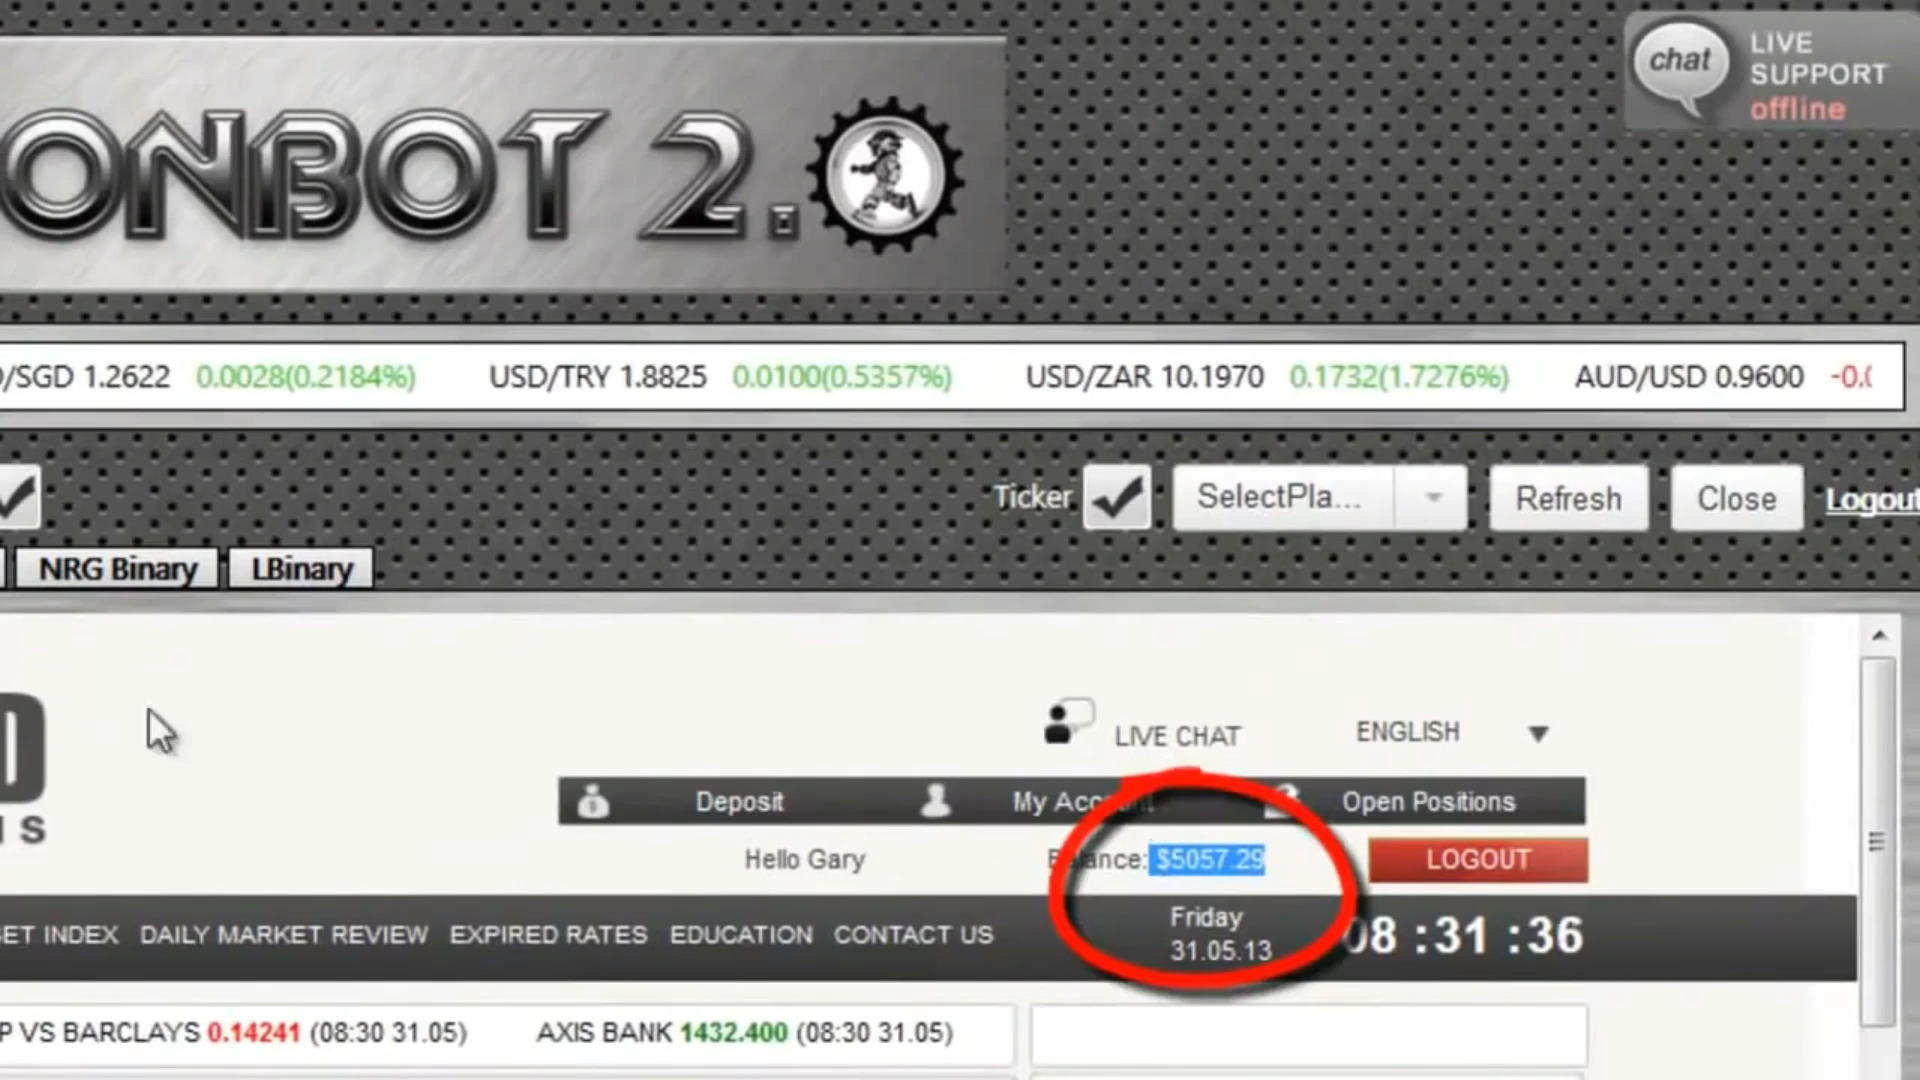 chat
LIVE
SUPPORT
offline
ONBOT 2.
/SGD 1.2622 0.0028(0.2184%) USD/TRY 1.8825 0.0100(0.5357%) USD/ZAR 10.1970 0.1732(1.7276%) AUD/USD 0.9600
Ticker SelectPla... Refresh Close Logout
NRG Binary LBinary
LIVE CHAT ENGLISH
Deposit My Account Open Positions
Hello Gary Balance: $5057.29 LOGOUT
ET INDEX DAILY MARKET REVIEW EXPIRED RATES EDUCATION CONTACT US
Friday
31.05.13
08 :31 :36
P VS BARCLAYS 0.14241 (08:30 31.05) AXIS BANK 1432.400 (08:30 31.05)